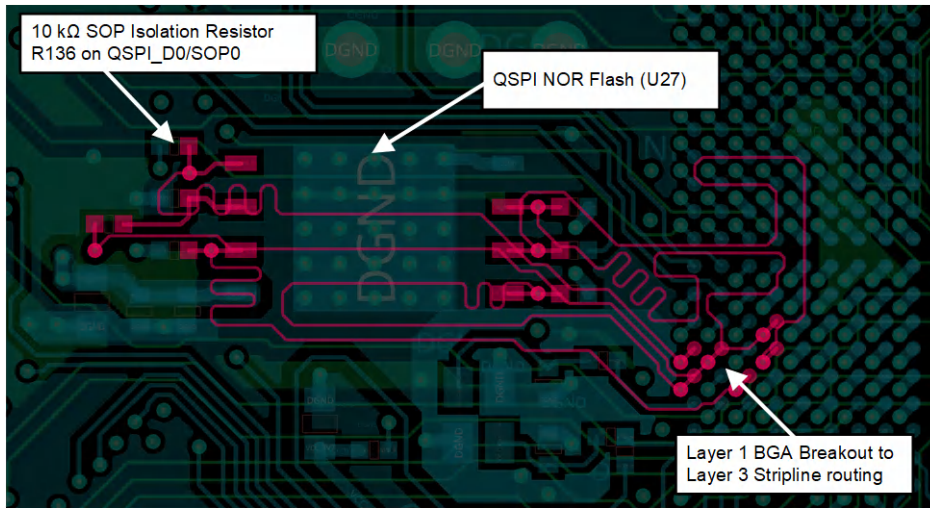 10 kΩ SOP Isolation Resistor
R136 on QSPI_D0/SOP0
QSPI NOR Flash (U27)
DGND
DGND
DGND
DGND
Layer 1 BGA Breakout to
Layer 3 Stripline routing